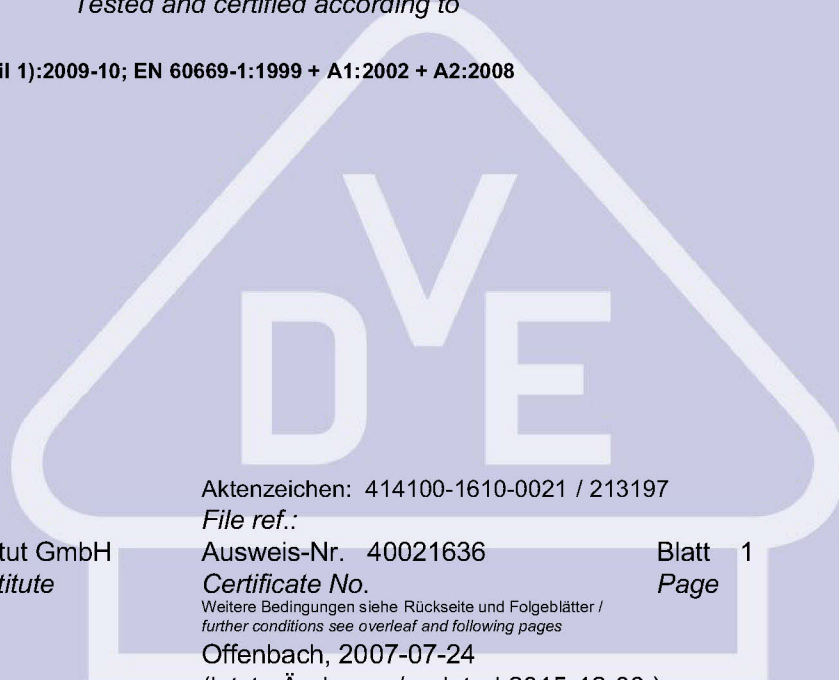 Tested and certified according to
il 1):2009-10; EN 60669-1:1999 + A1:2002 + A2:2008
VDE
Aktenzeichen: 414100-1610-0021 / 213197
File ref.:
tut GmbH Ausweis-Nr. 40021636 Blatt 1
titute Certificate No. Page
Weitere Bedingungen siehe Rückseite und Folgeblätter /
further conditions see overleaf and following pages
Offenbach, 2007-07-24